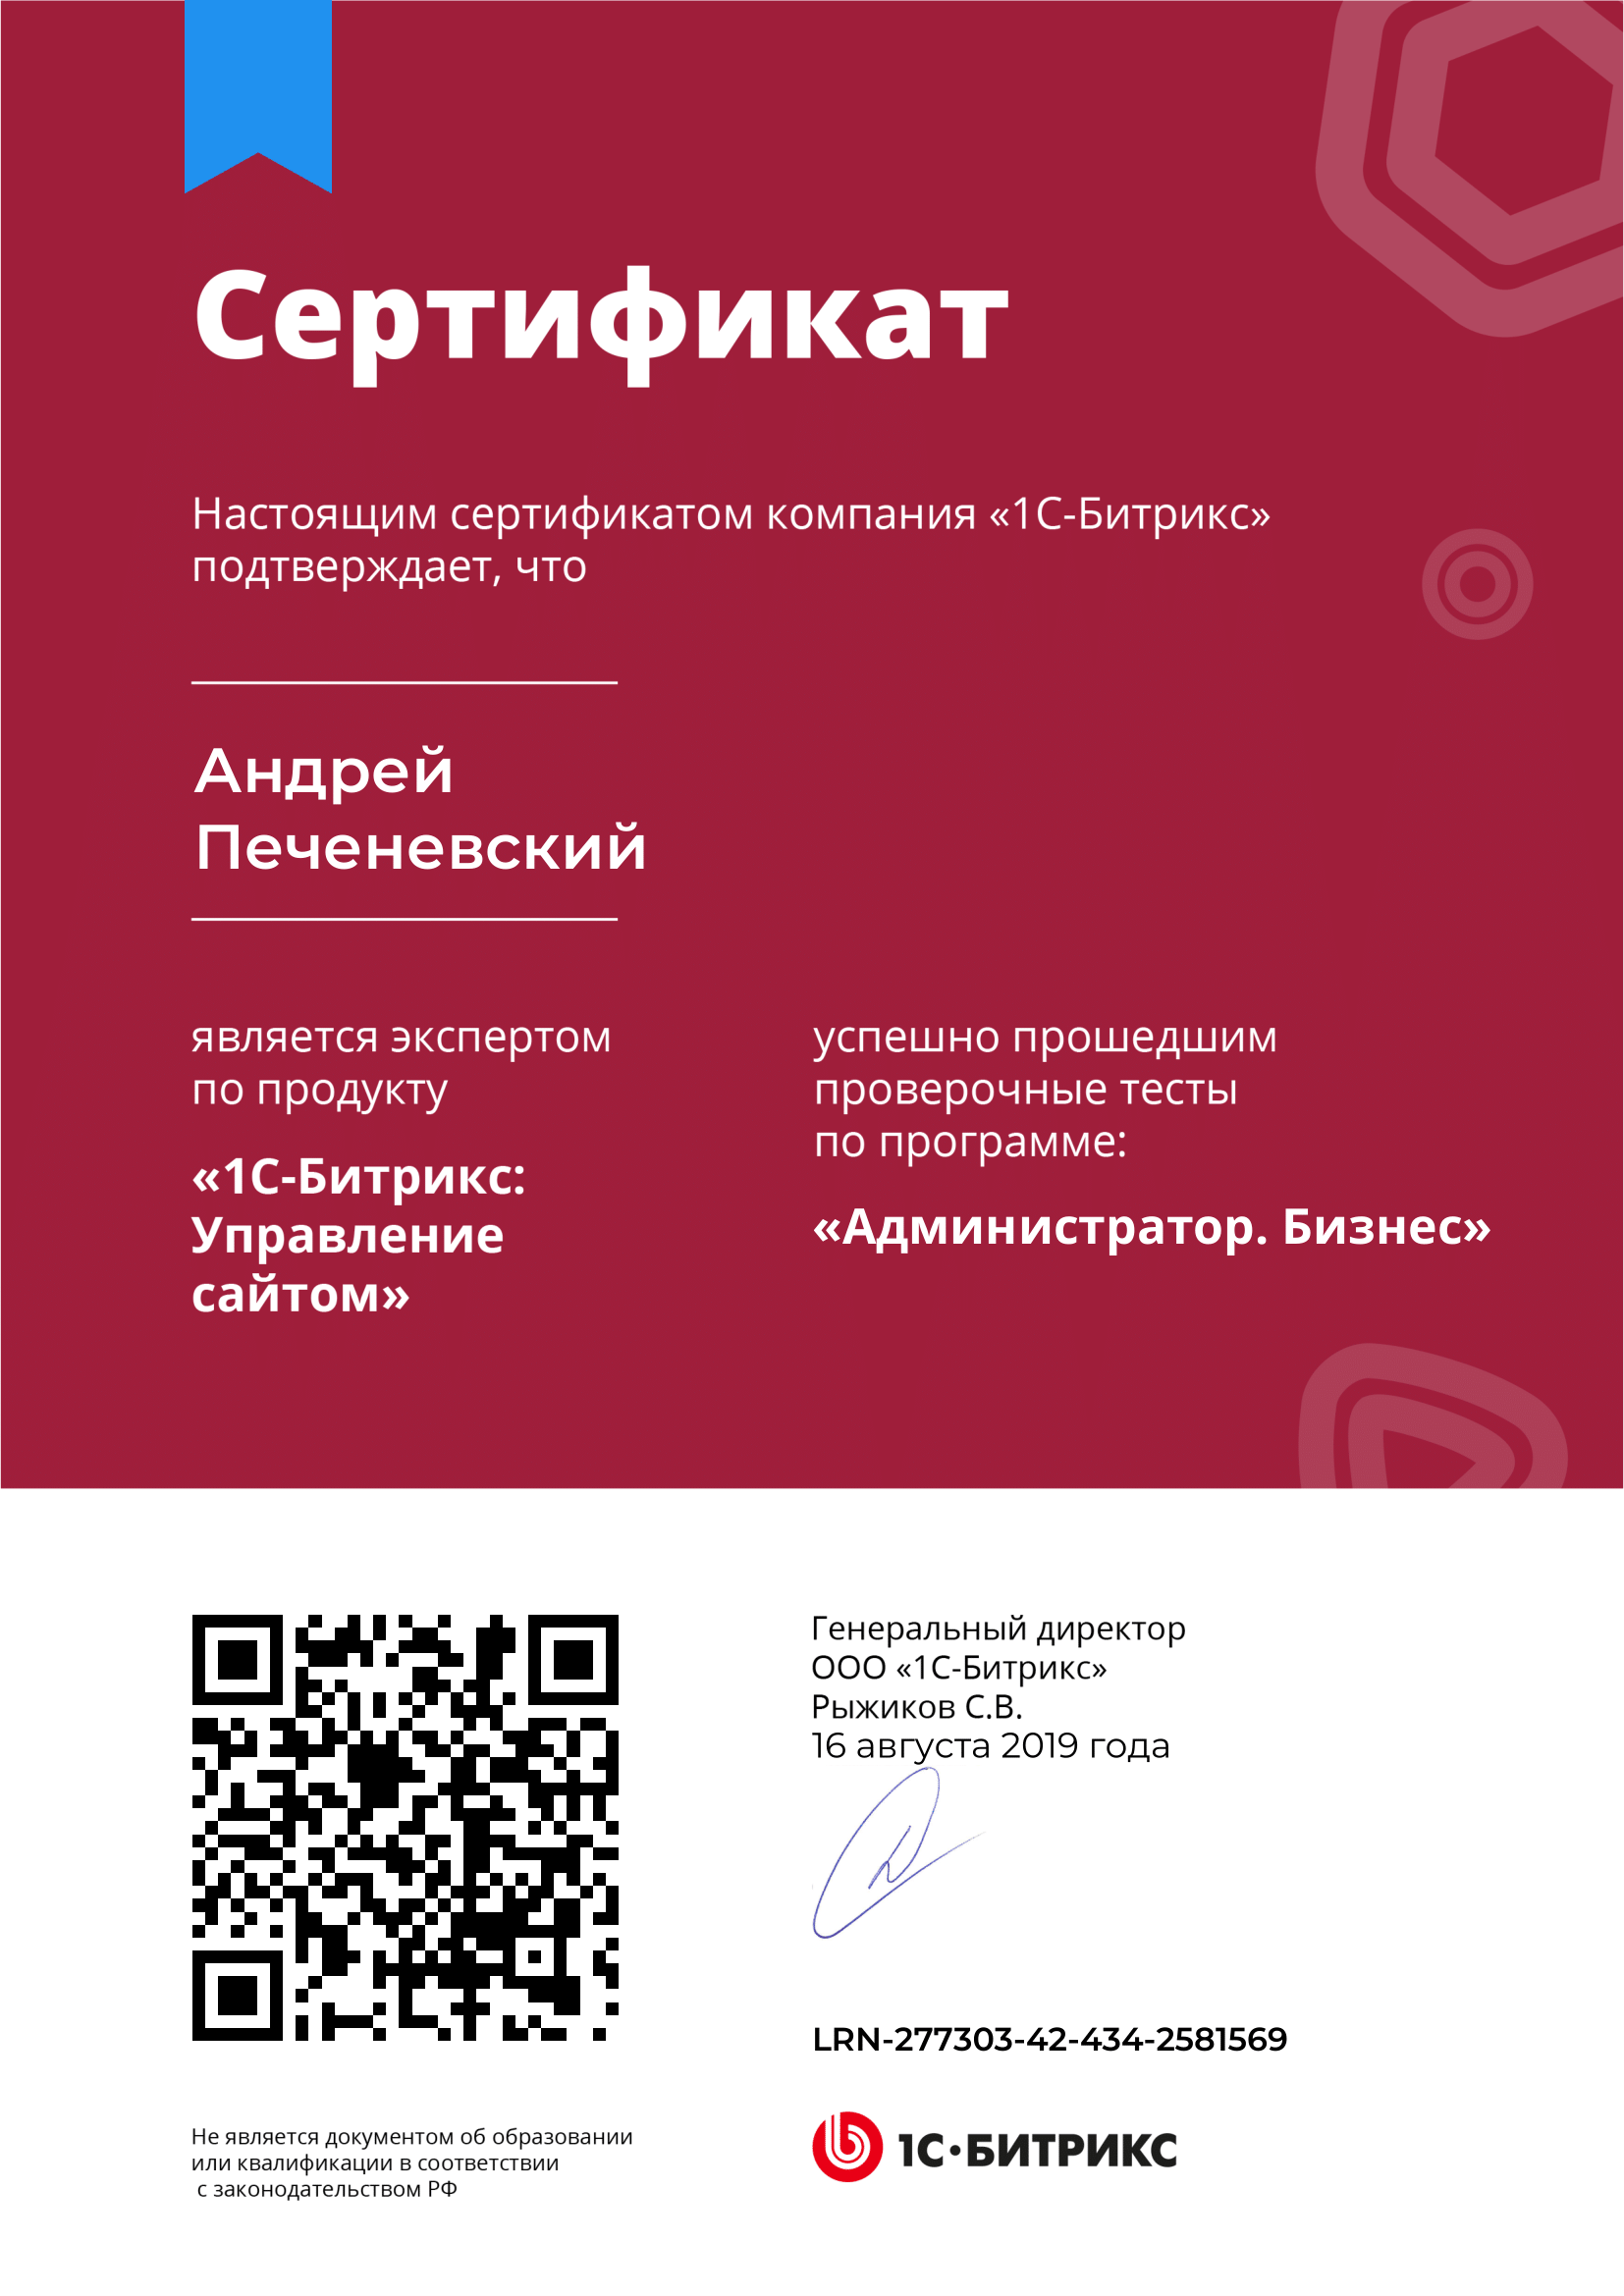 Сертификат
Настоящим сертификатом компания «1С-Битрикс»
подтверждает, что
Андрей
Печеневский
является экспертом
по продукту
«1С-Битрикс:
Управление
сайтом»
успешно прошедшим
проверочные тесты
по программе:
«Администратор. Бизнес»
Генеральный директор
ООО «1С-Битрикс»
Рыжиков С.В.
16 августа 2019 года
LRN-277303-42-434-2581569
Не является документом об образовании
или квалификации в соответствии
с законодательством РФ
1С·БИТРИКС